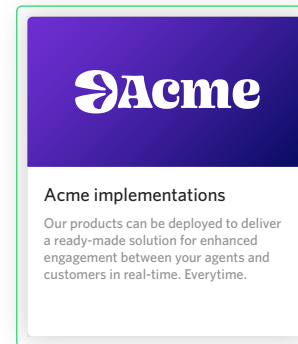 Acme
Acme implementations
Our products can be deployed to deliver
a ready-made solution for enhanced
engagement between your agents and
customers in real-time. Everytime.